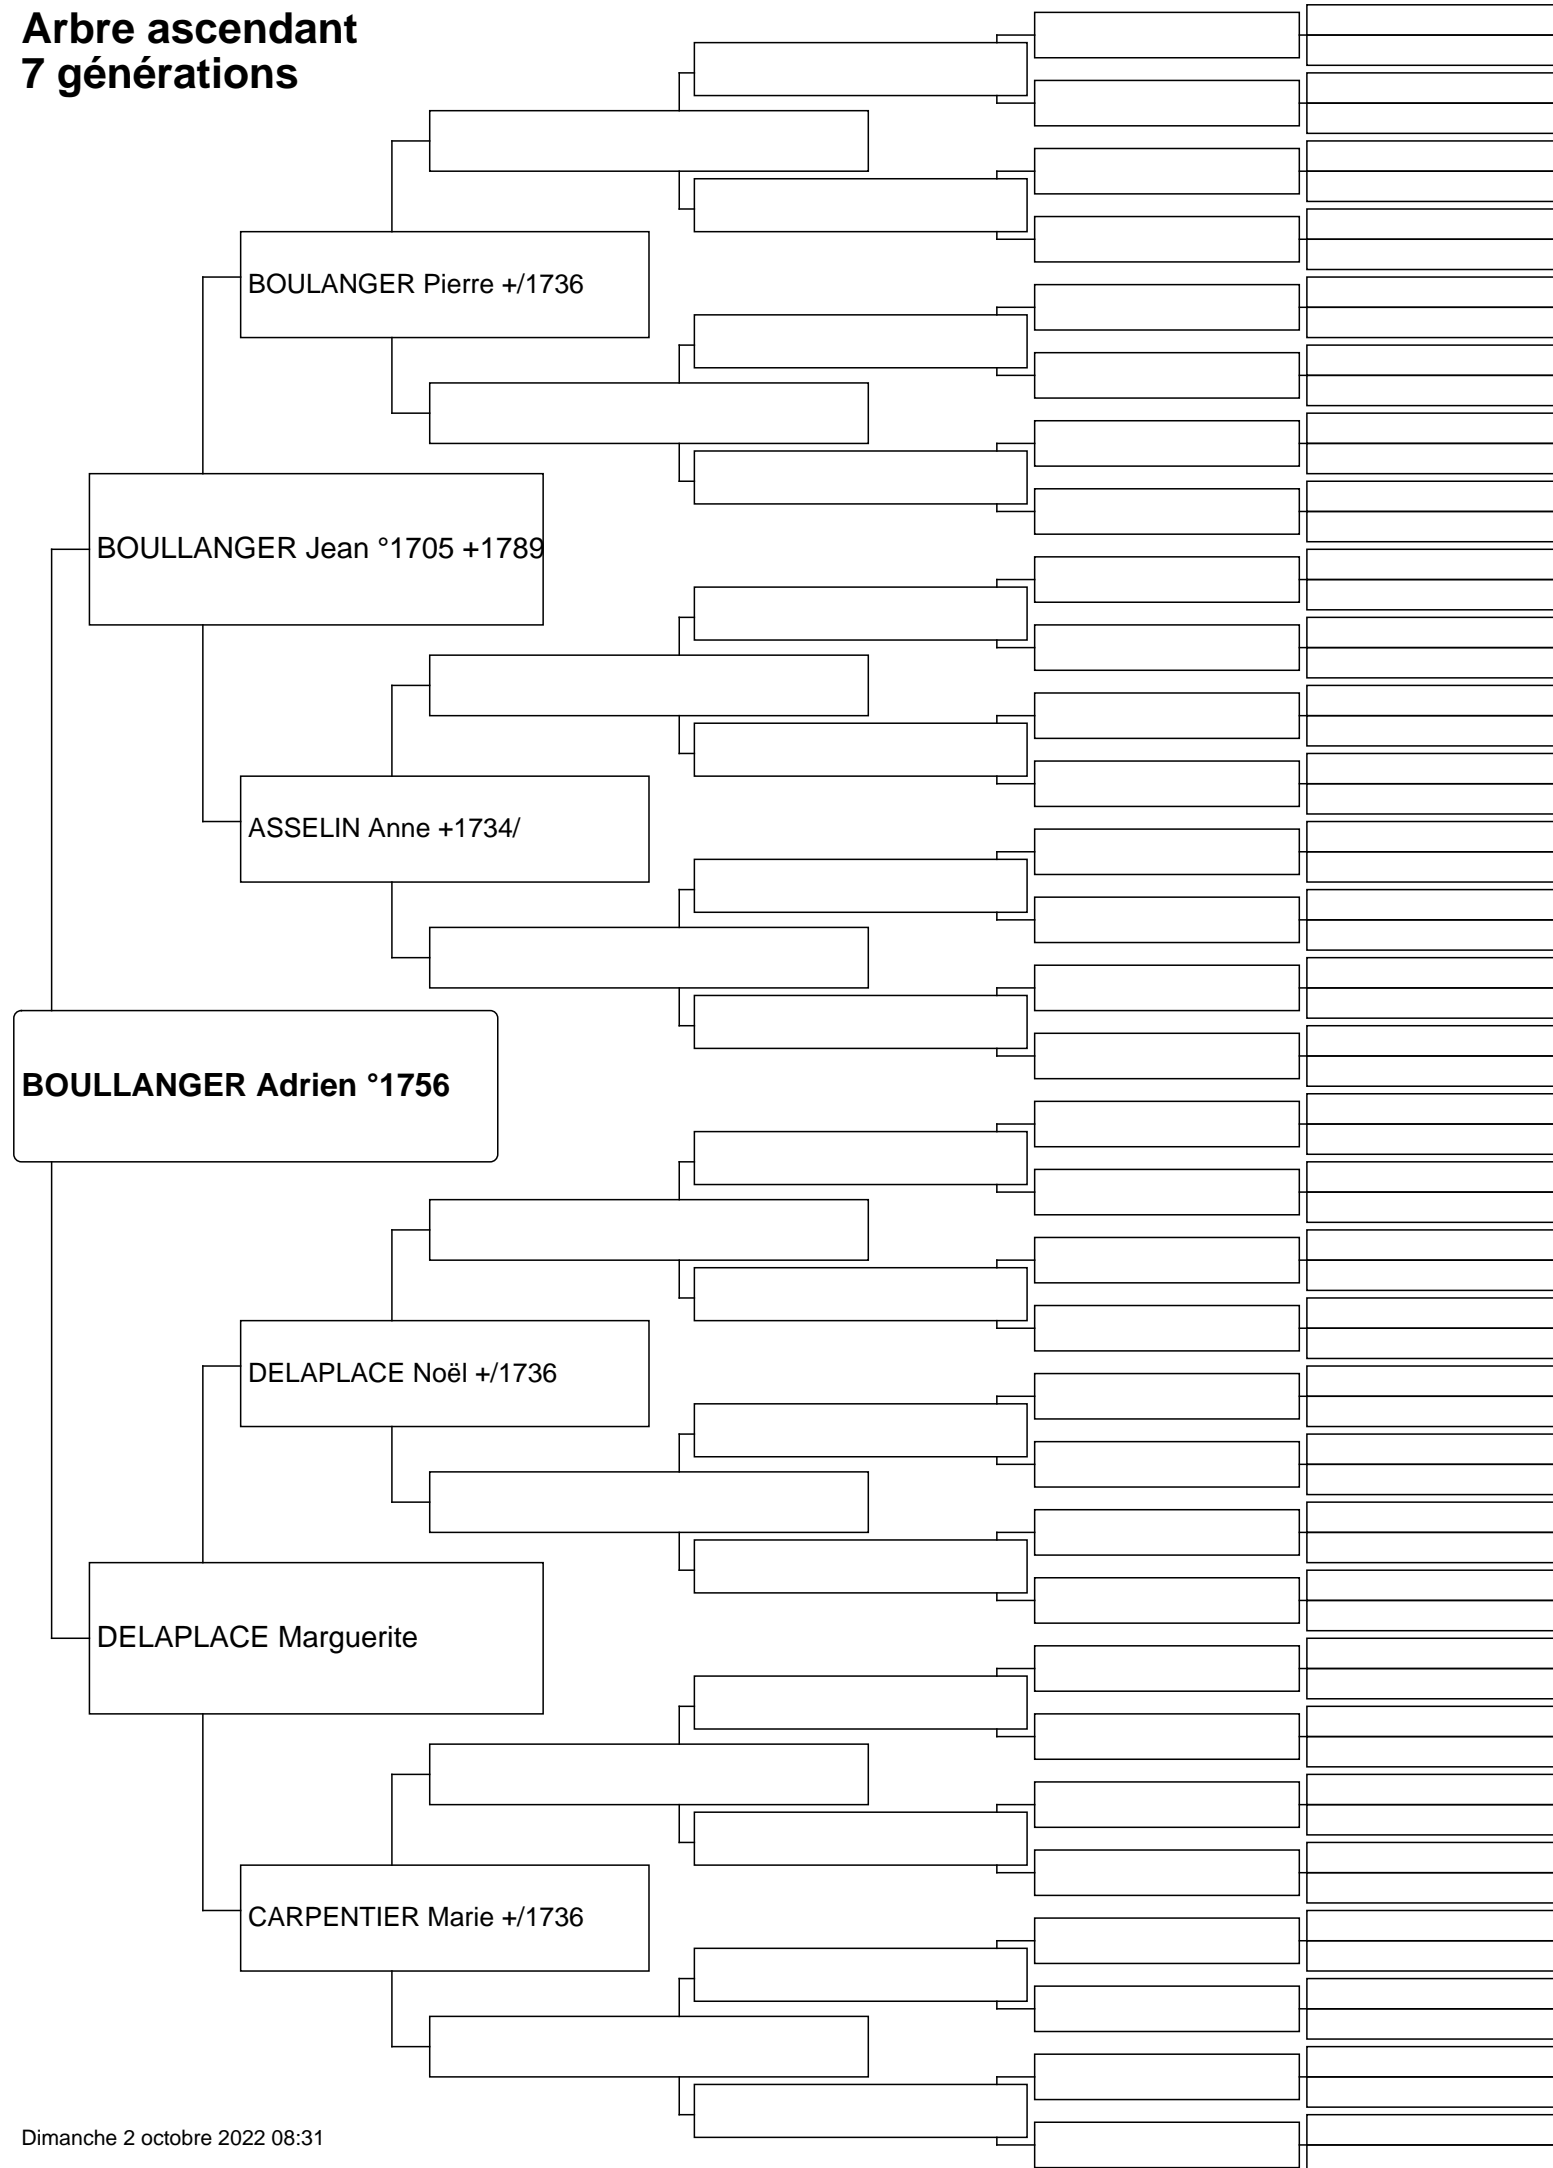 Arbre ascendant
7 générations
BOULANGER Pierre +/1736
BOULLANGER Jean °1705 +1789
ASSELIN Anne +1734/
BOULLANGER Adrien °1756
DELAPLACE Noël +/1736
DELAPLACE Marguerite
CARPENTIER Marie +/1736
Dimanche 2 octobre 2022 08:31